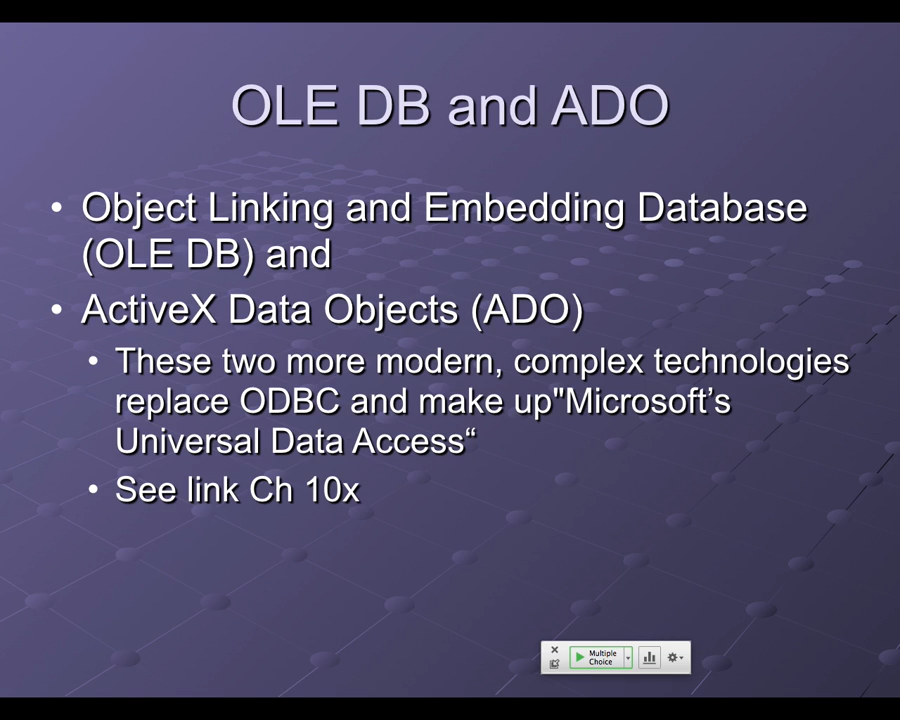 OLE DB and ADO
• Object Linking and Embedding Database
(OLE DB) and
• ActiveX Data Objects (ADO)
• These two more modern, complex technologies
replace ODBC and make up"Microsoft’s
Universal Data Access“
• See link Ch 10x
Multiple
Choice